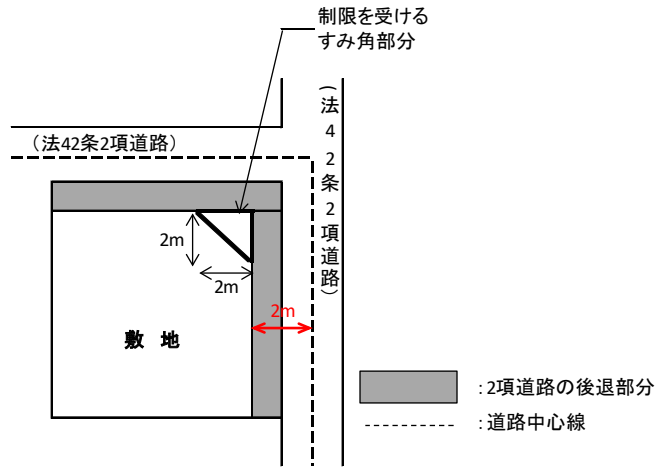 制限を受ける
すみ角部分
(法42条2項道路)
(法42条2項道路)
2m
2m
2m
敷 地
:2項道路の後退部分
:道路中心線